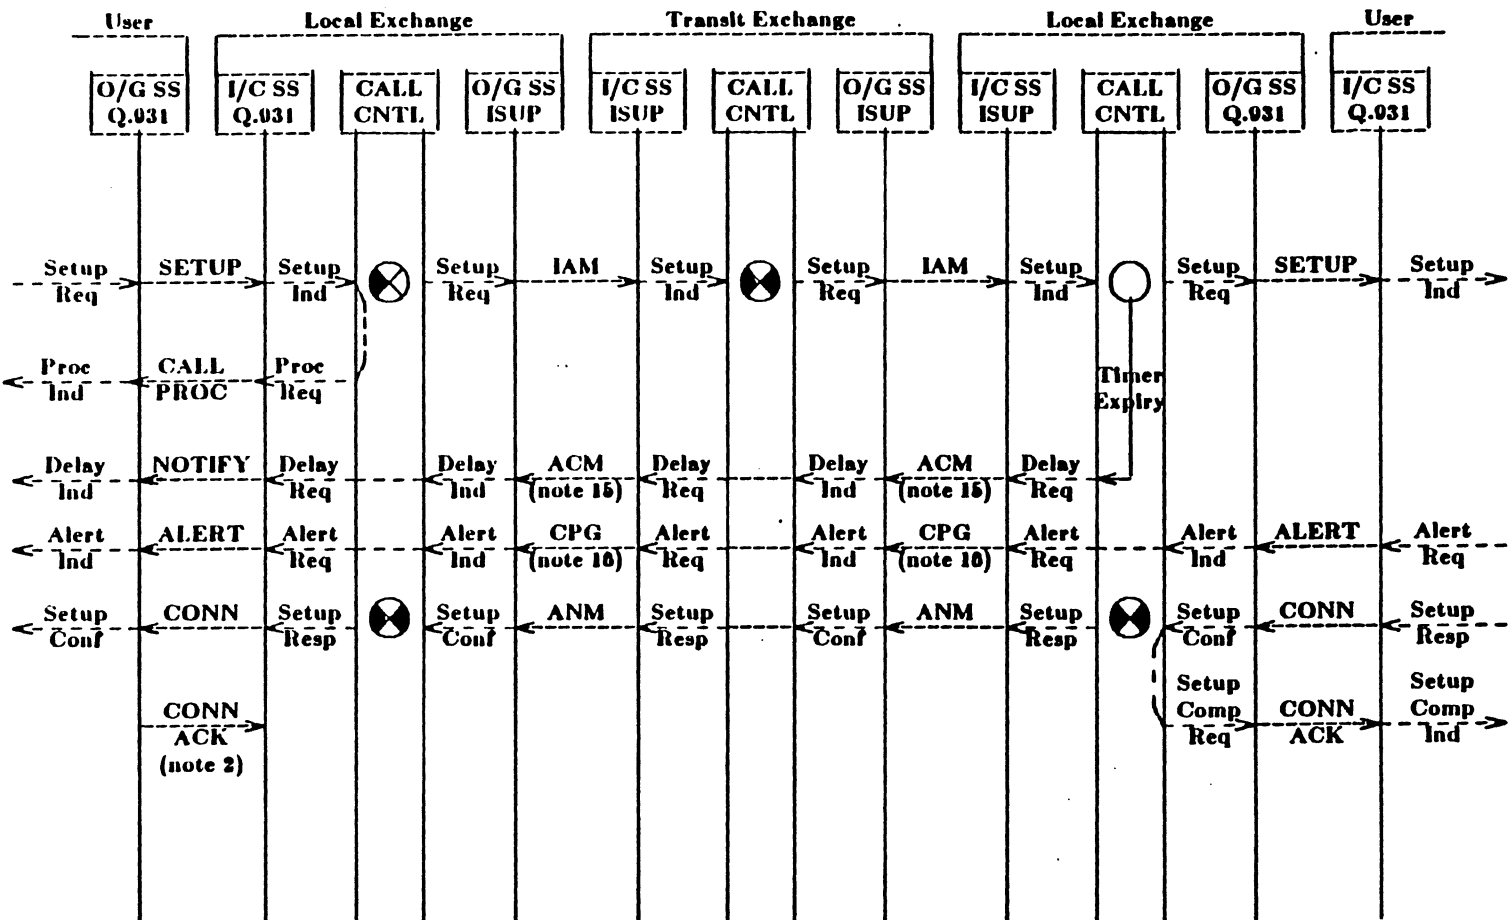 User Local Exchange Transit Exchange Local Exchange User
O/G SS I/C SS CALL O/G SS I/C SS CALL O/G SS I/C SS CALL O/G SS I/C SS
Q.931 Q.931 CNTL ISUP ISUP CNTL ISUP ISUP CNTL Q.931 Q.931
Setup SETUP Setup Setup IAM Setup Setup IAM Setup Setup SETUP Setup
Req Ind Req Ind Req Ind Req Ind
Proc CALL Proc
Ind PROC Req
Timer
Expiry
Delay NOTIFY Delay Delay ACM Delay Delay ACM Delay
Ind Req Ind (note 15) Req Ind (note 15) Req
Alert ALERT Alert Alert CPG Alert Alert CPG Alert Alert ALERT Alert
Ind Req Ind (note 16) Req Ind (note 16) Req Ind Req
Setup CONN Setup Setup ANM Setup Setup ANM Setup Setup CONN Setup
Conf Resp Conf Resp Conf Resp Conf Resp
Setup Setup
CONN Comp CONN Comp
ACK Req ACK Ind
(note 2)